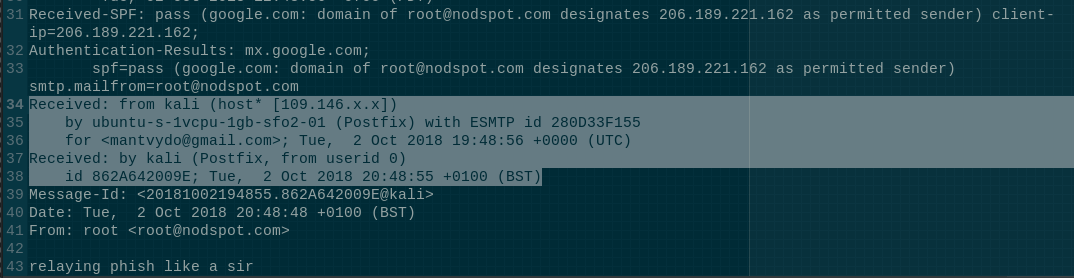 31 Received-SPF: pass (google.com: domain of root@nodspot.com designates 206.189.221.162 as permitted sender) client-
ip=206.189.221.162;
32 Authentication-Results: mx.google.com;
33        spf=pass (google.com: domain of root@nodspot.com designates 206.189.221.162 as permitted sender)
smtp.mailfrom=root@nodspot.com
34 Received: from kali (host* [109.146.x.x])
35     by ubuntu-s-1vcpu-1gb-sfo2-01 (Postfix) with ESMTP id 280D33F155
36     for <mantvydo@gmail.com>; Tue,  2 Oct 2018 19:48:56 +0000 (UTC)
37 Received: by kali (Postfix, from userid 0)
38     id 862A642009E; Tue,  2 Oct 2018 20:48:55 +0100 (BST)
39 Message-Id: <20181002194855.862A642009E@kali>
40 Date: Tue,  2 Oct 2018 20:48:48 +0100 (BST)
41 From: root <root@nodspot.com>
42
43 relaying phish like a sir